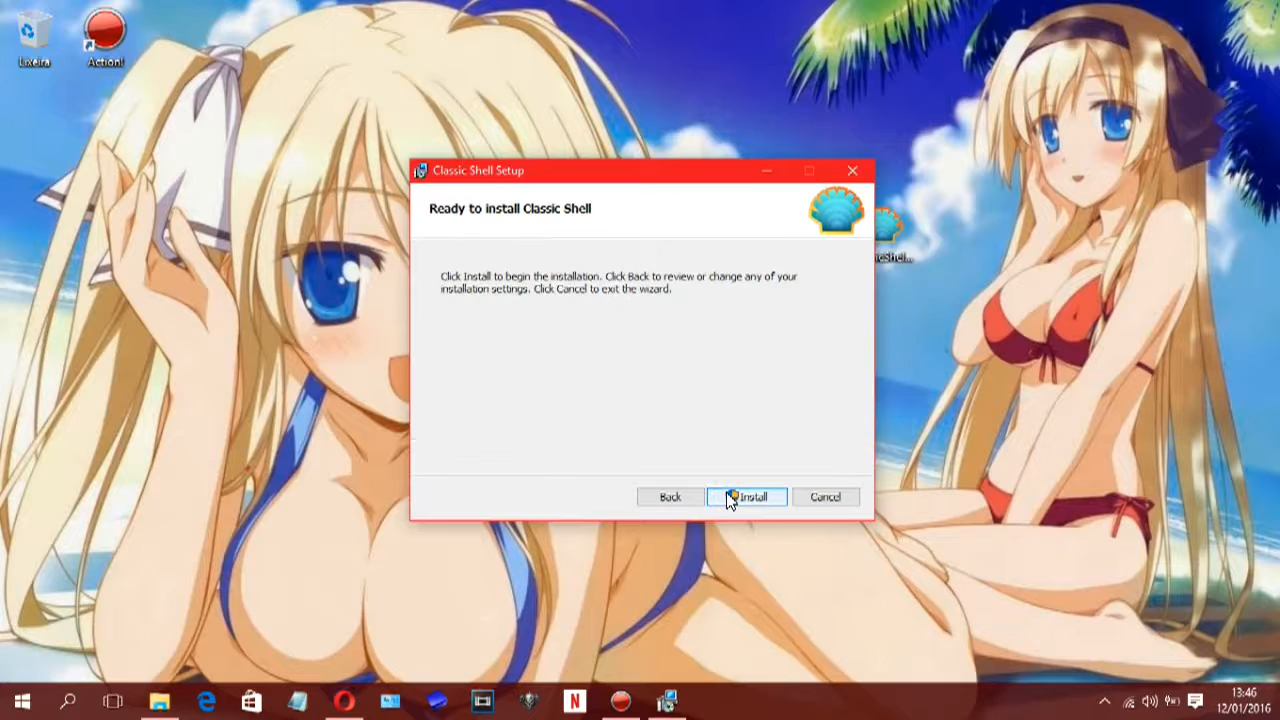 Lixeira
Action!
Classic Shell Setup
Ready to install Classic Shell
Click Install to begin the installation. Click Back to review or change any of your
installation settings. Click Cancel to exit the wizard.
Back
Install
Cancel
N
13:46
12/01/2016